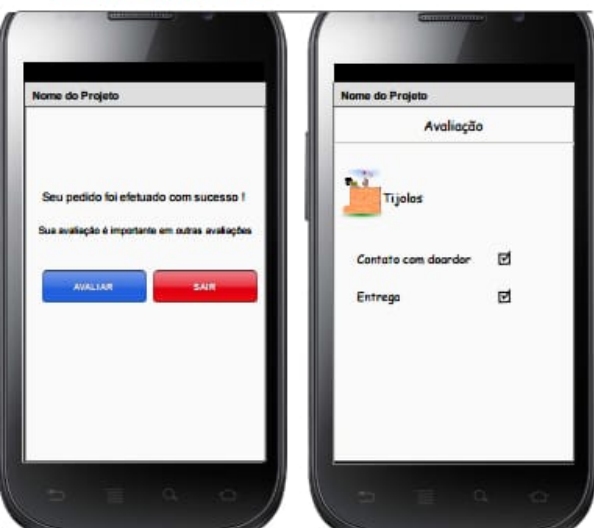 Nome do Projeto
Seu pedido foi efetuado com sucesso !
Sua avaliação é importante em outras avaliações
AVALIAR
SAIR
Nome do Projeto
Avaliação
Tijolos
Contato com doardor
Entrega